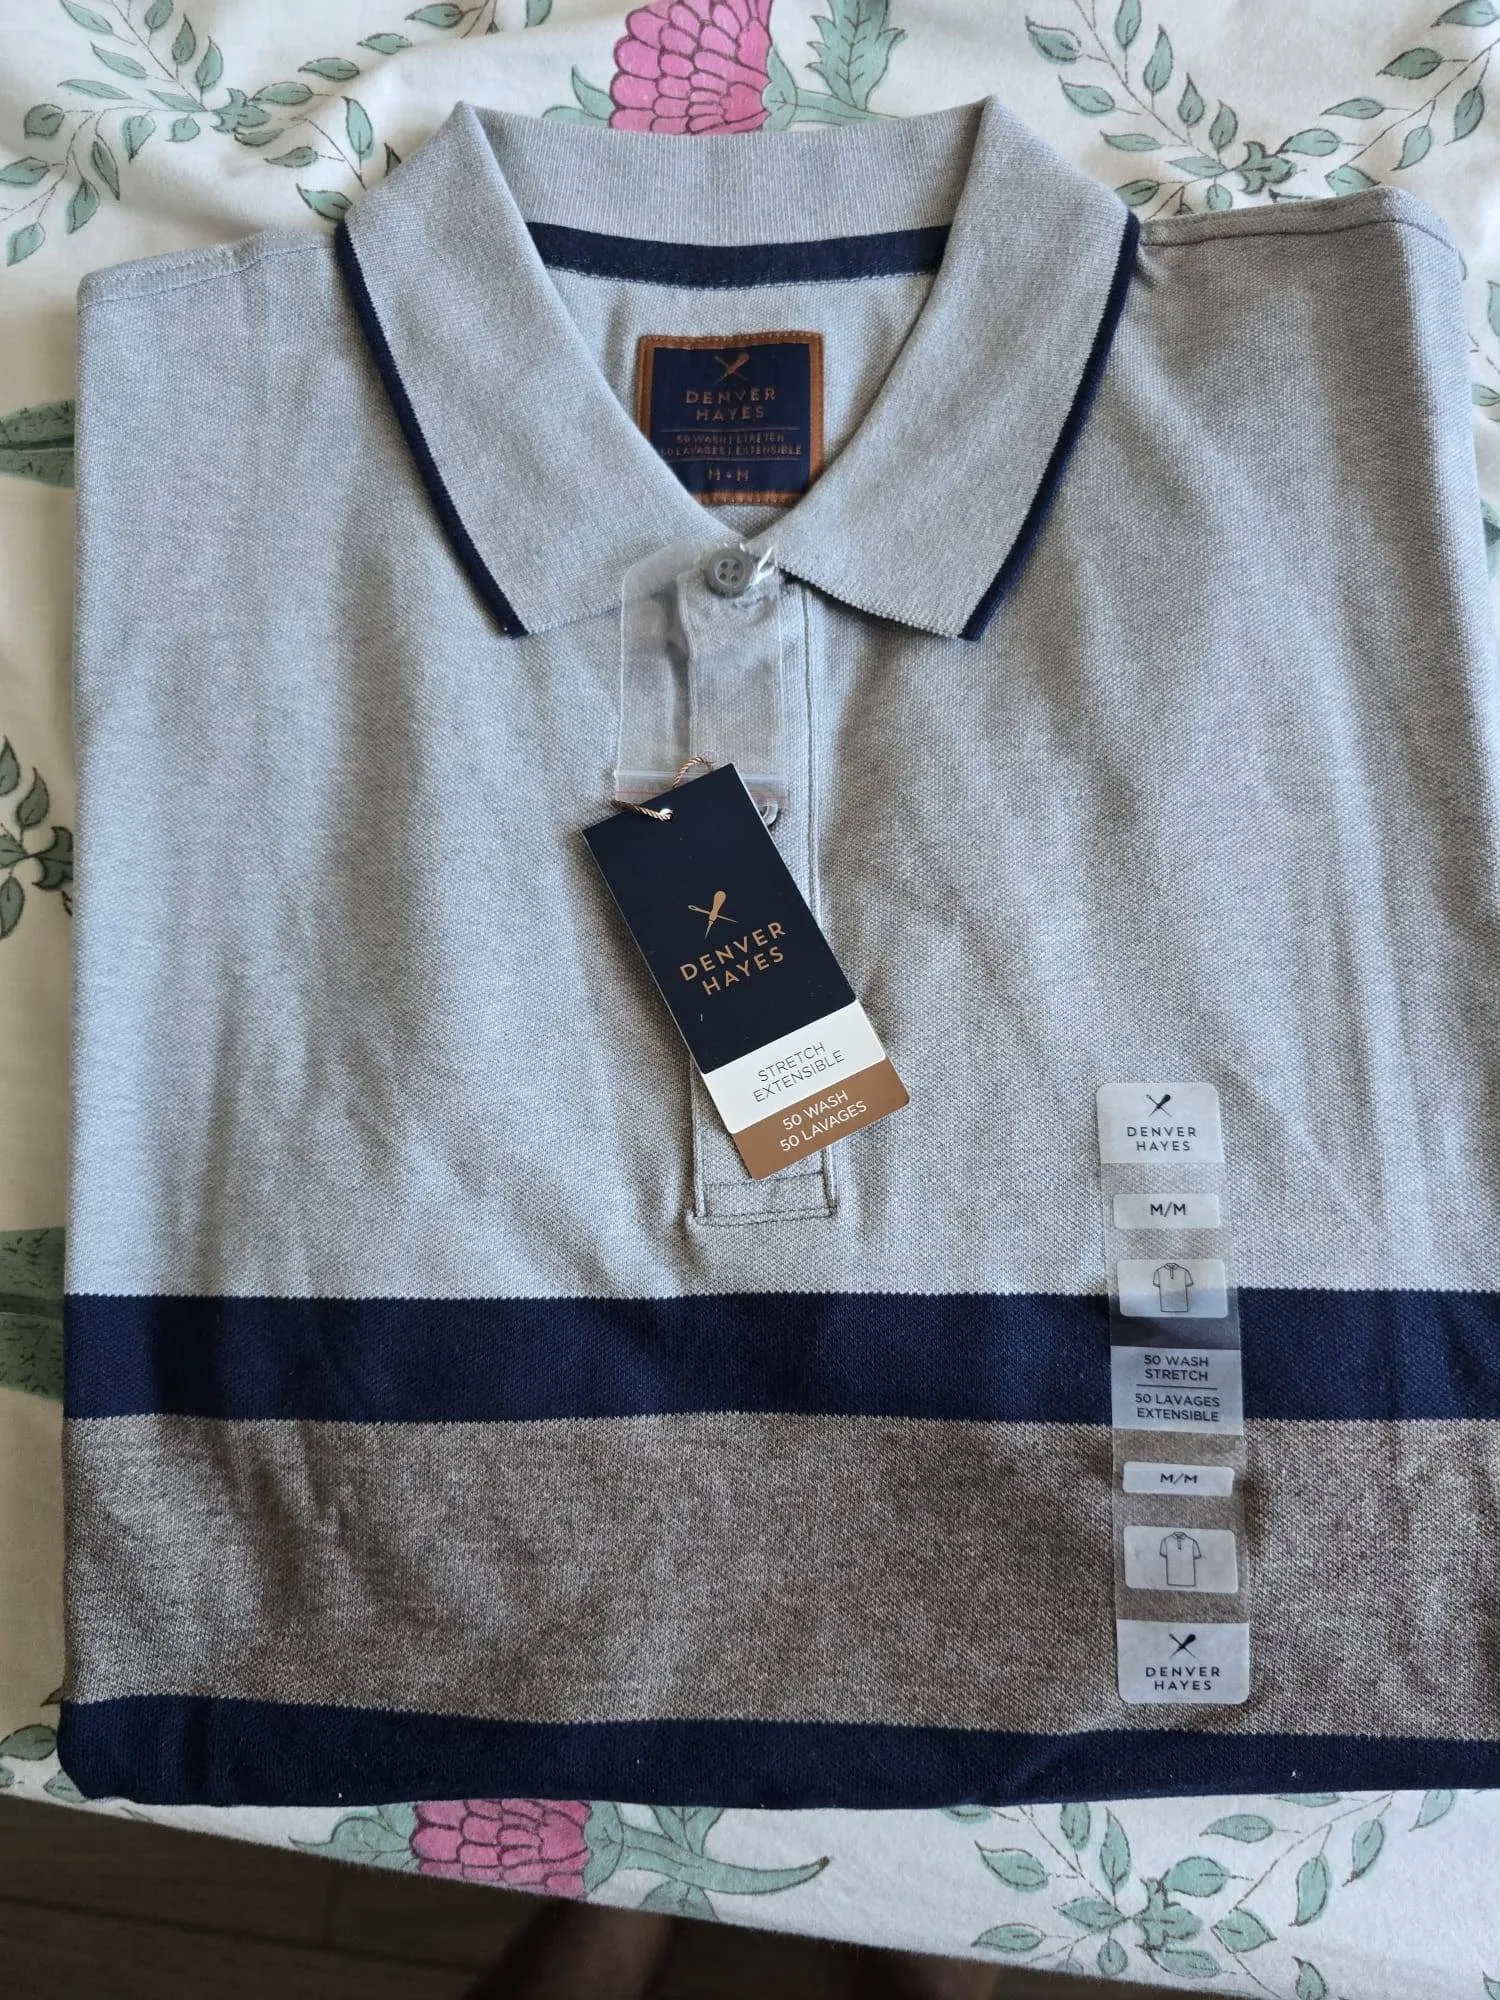 DENVER
HAYES
50 WASH | STRETCH
50 LAVAGES | EXTENSIBLE
M • M
DENVER
HAYES
STRETCH
EXTENSIBLE
50 WASH
50 LAVAGES
DENVER
HAYES
M/M
50 WASH
STRETCH
50 LAVAGES
EXTENSIBLE
M/M
DENVER
HAYES